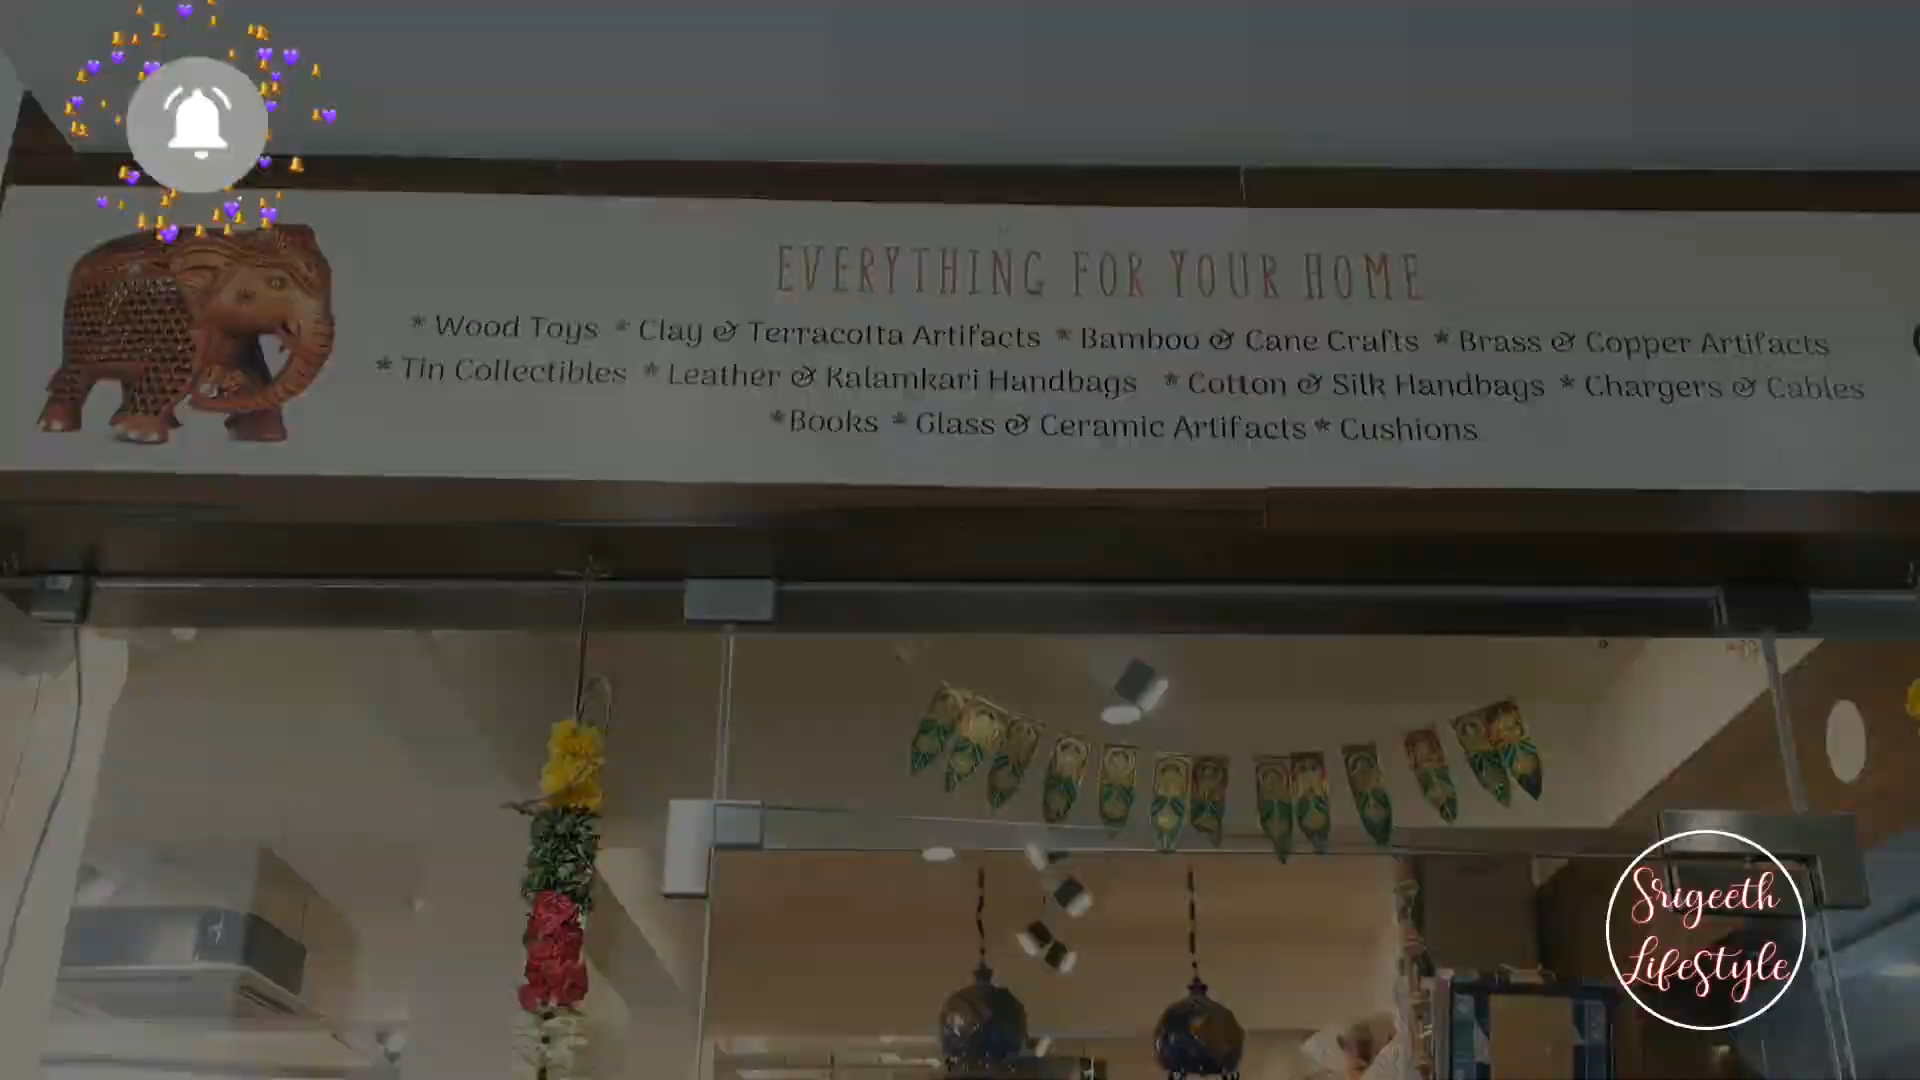 EVERYTHING FOR YOUR HOME
* Wood Toys * Clay & Terracotta Artifacts * Bamboo & Cane Crafts * Brass & Copper Artifacts
* Tin Collectibles * Leather & Kalamkari Handbags * Cotton & Silk Handbags * Chargers & Cables
*Books * Glass & Ceramic Artifacts * Cushions
Srigeeth
Lifestyle